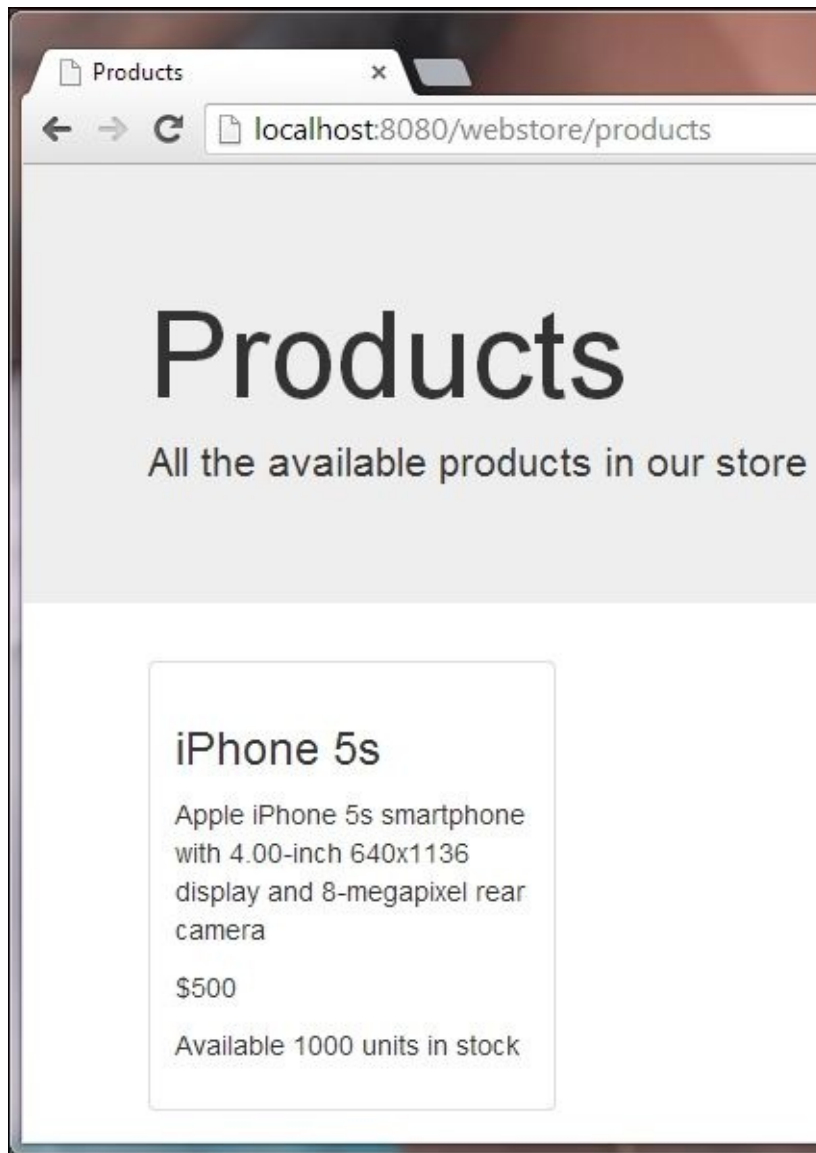 Products
localhost:8080/webstore/products
Products
All the available products in our store
iPhone 5s
Apple iPhone 5s smartphone
with 4.00-inch 640x1136
display and 8-megapixel rear
camera
$500
Available 1000 units in stock